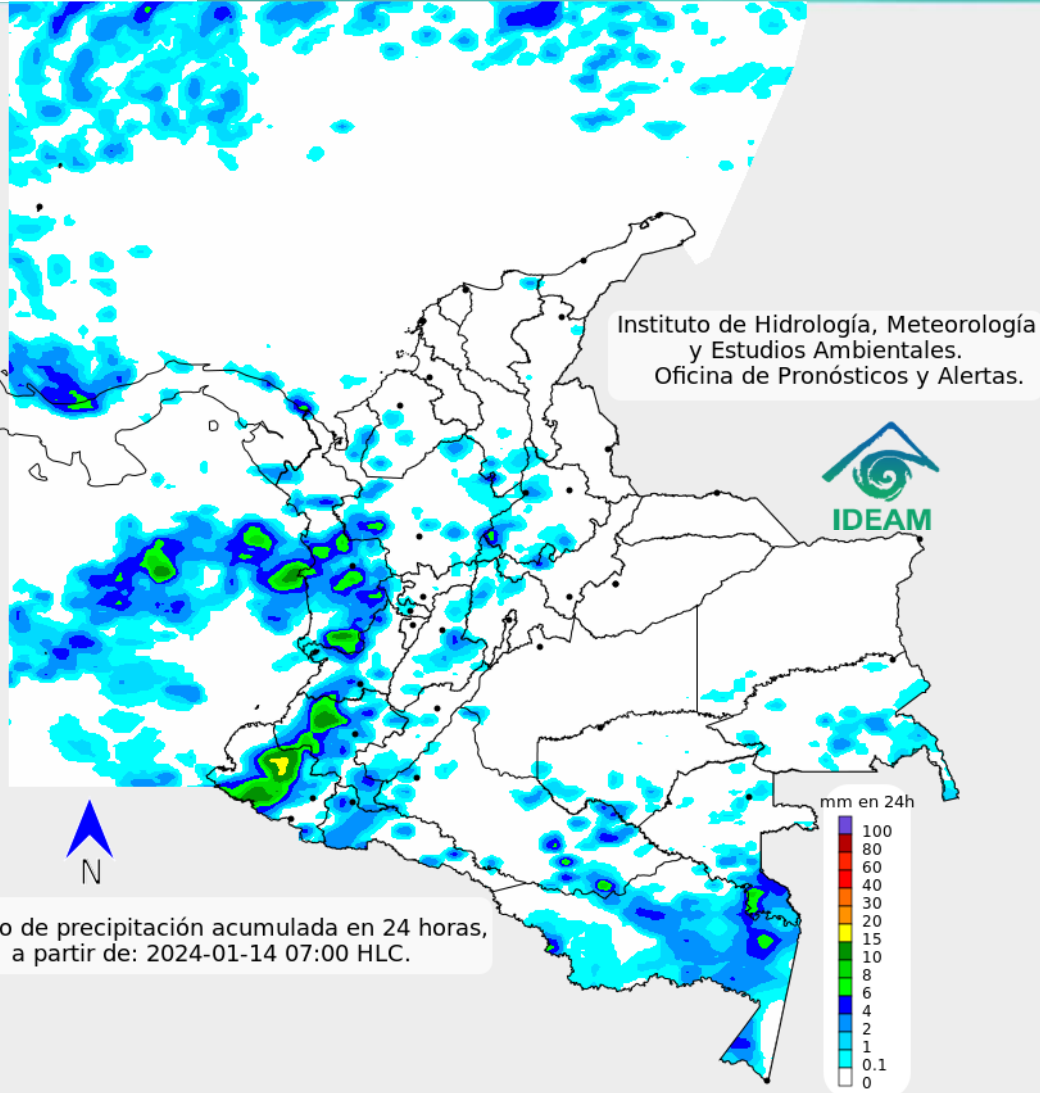 Instituto de Hidrología, Meteorología
y Estudios Ambientales.
Oficina de Pronósticos y Alertas.
IDEAM
mm en 24h
100
80
60
40
30
20
15
10
8
6
4
2
1
0.1
0
N
o de precipitación acumulada en 24 horas,
a partir de: 2024-01-14 07:00 HLC.